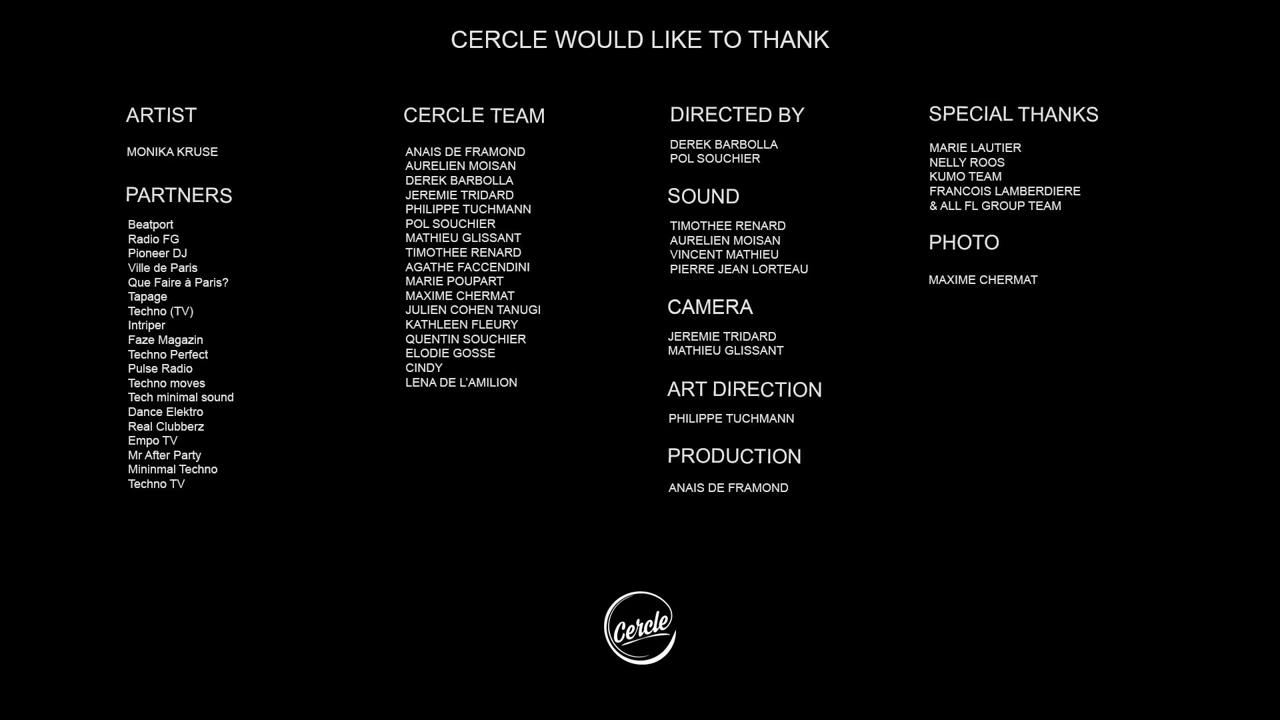 CERCLE WOULD LIKE TO THANK
ARTIST
MONIKA KRUSE
PARTNERS
Beatport
Radio FG
Pioneer DJ
Ville de Paris
Que Faire à Paris?
Tapage
Techno (TV)
Intriper
Faze Magazin
Techno Perfect
Pulse Radio
Techno moves
Tech minimal sound
Dance Elektro
Real Clubberz
Empo TV
Mr After Party
Mininmal Techno
Techno TV
CERCLE TEAM
ANAIS DE FRAMOND
AURELIEN MOISAN
DEREK BARBOLLA
JEREMIE TRIDARD
PHILIPPE TUCHMANN
POL SOUCHIER
MATHIEU GLISSANT
TIMOTHEE RENARD
AGATHE FACCENDINI
MARIE POUPART
MAXIME CHERMAT
JULIEN COHEN TANUGI
KATHLEEN FLEURY
QUENTIN SOUCHIER
ELODIE GOSSE
CINDY
LENA DE L'AMILION
DIRECTED BY
DEREK BARBOLLA
POL SOUCHIER
SOUND
TIMOTHEE RENARD
AURELIEN MOISAN
VINCENT MATHIEU
PIERRE JEAN LORTEAU
CAMERA
JEREMIE TRIDARD
MATHIEU GLISSANT
ART DIRECTION
PHILIPPE TUCHMANN
PRODUCTION
ANAIS DE FRAMOND
SPECIAL THANKS
MARIE LAUTIER
NELLY ROOS
KUMO TEAM
FRANCOIS LAMBERDIERE
& ALL FL GROUP TEAM
PHOTO
MAXIME CHERMAT
Cercle